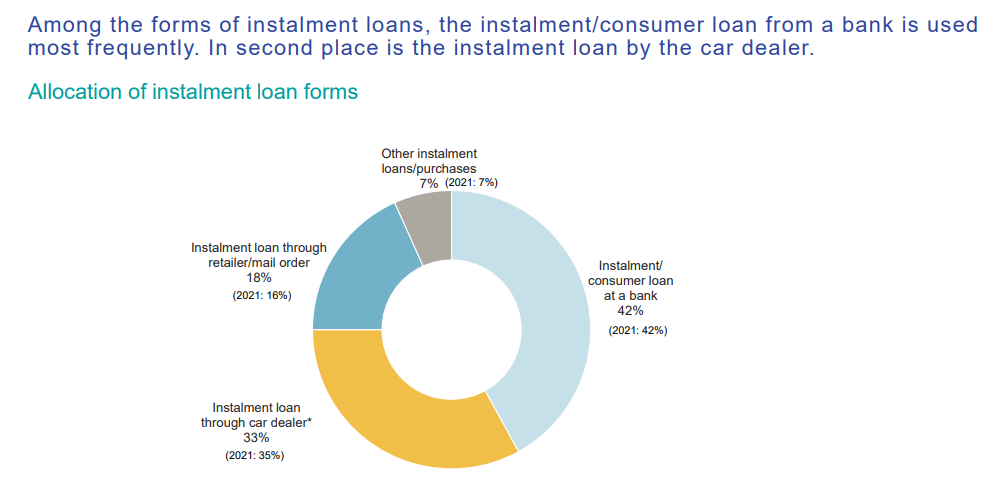 Among the forms of instalment loans, the instalment/consumer loan from a bank is used
most frequently. In second place is the instalment loan by the car dealer.
Allocation of instalment loan forms
Other instalment
loans/purchases
7% (2021: 7%)
Instalment loan through
retailer/mail order
18%
(2021: 16%)
Instalment/
consumer loan
at a bank
42%
(2021: 42%)
Instalment loan
through car dealer*
33%
(2021: 35%)